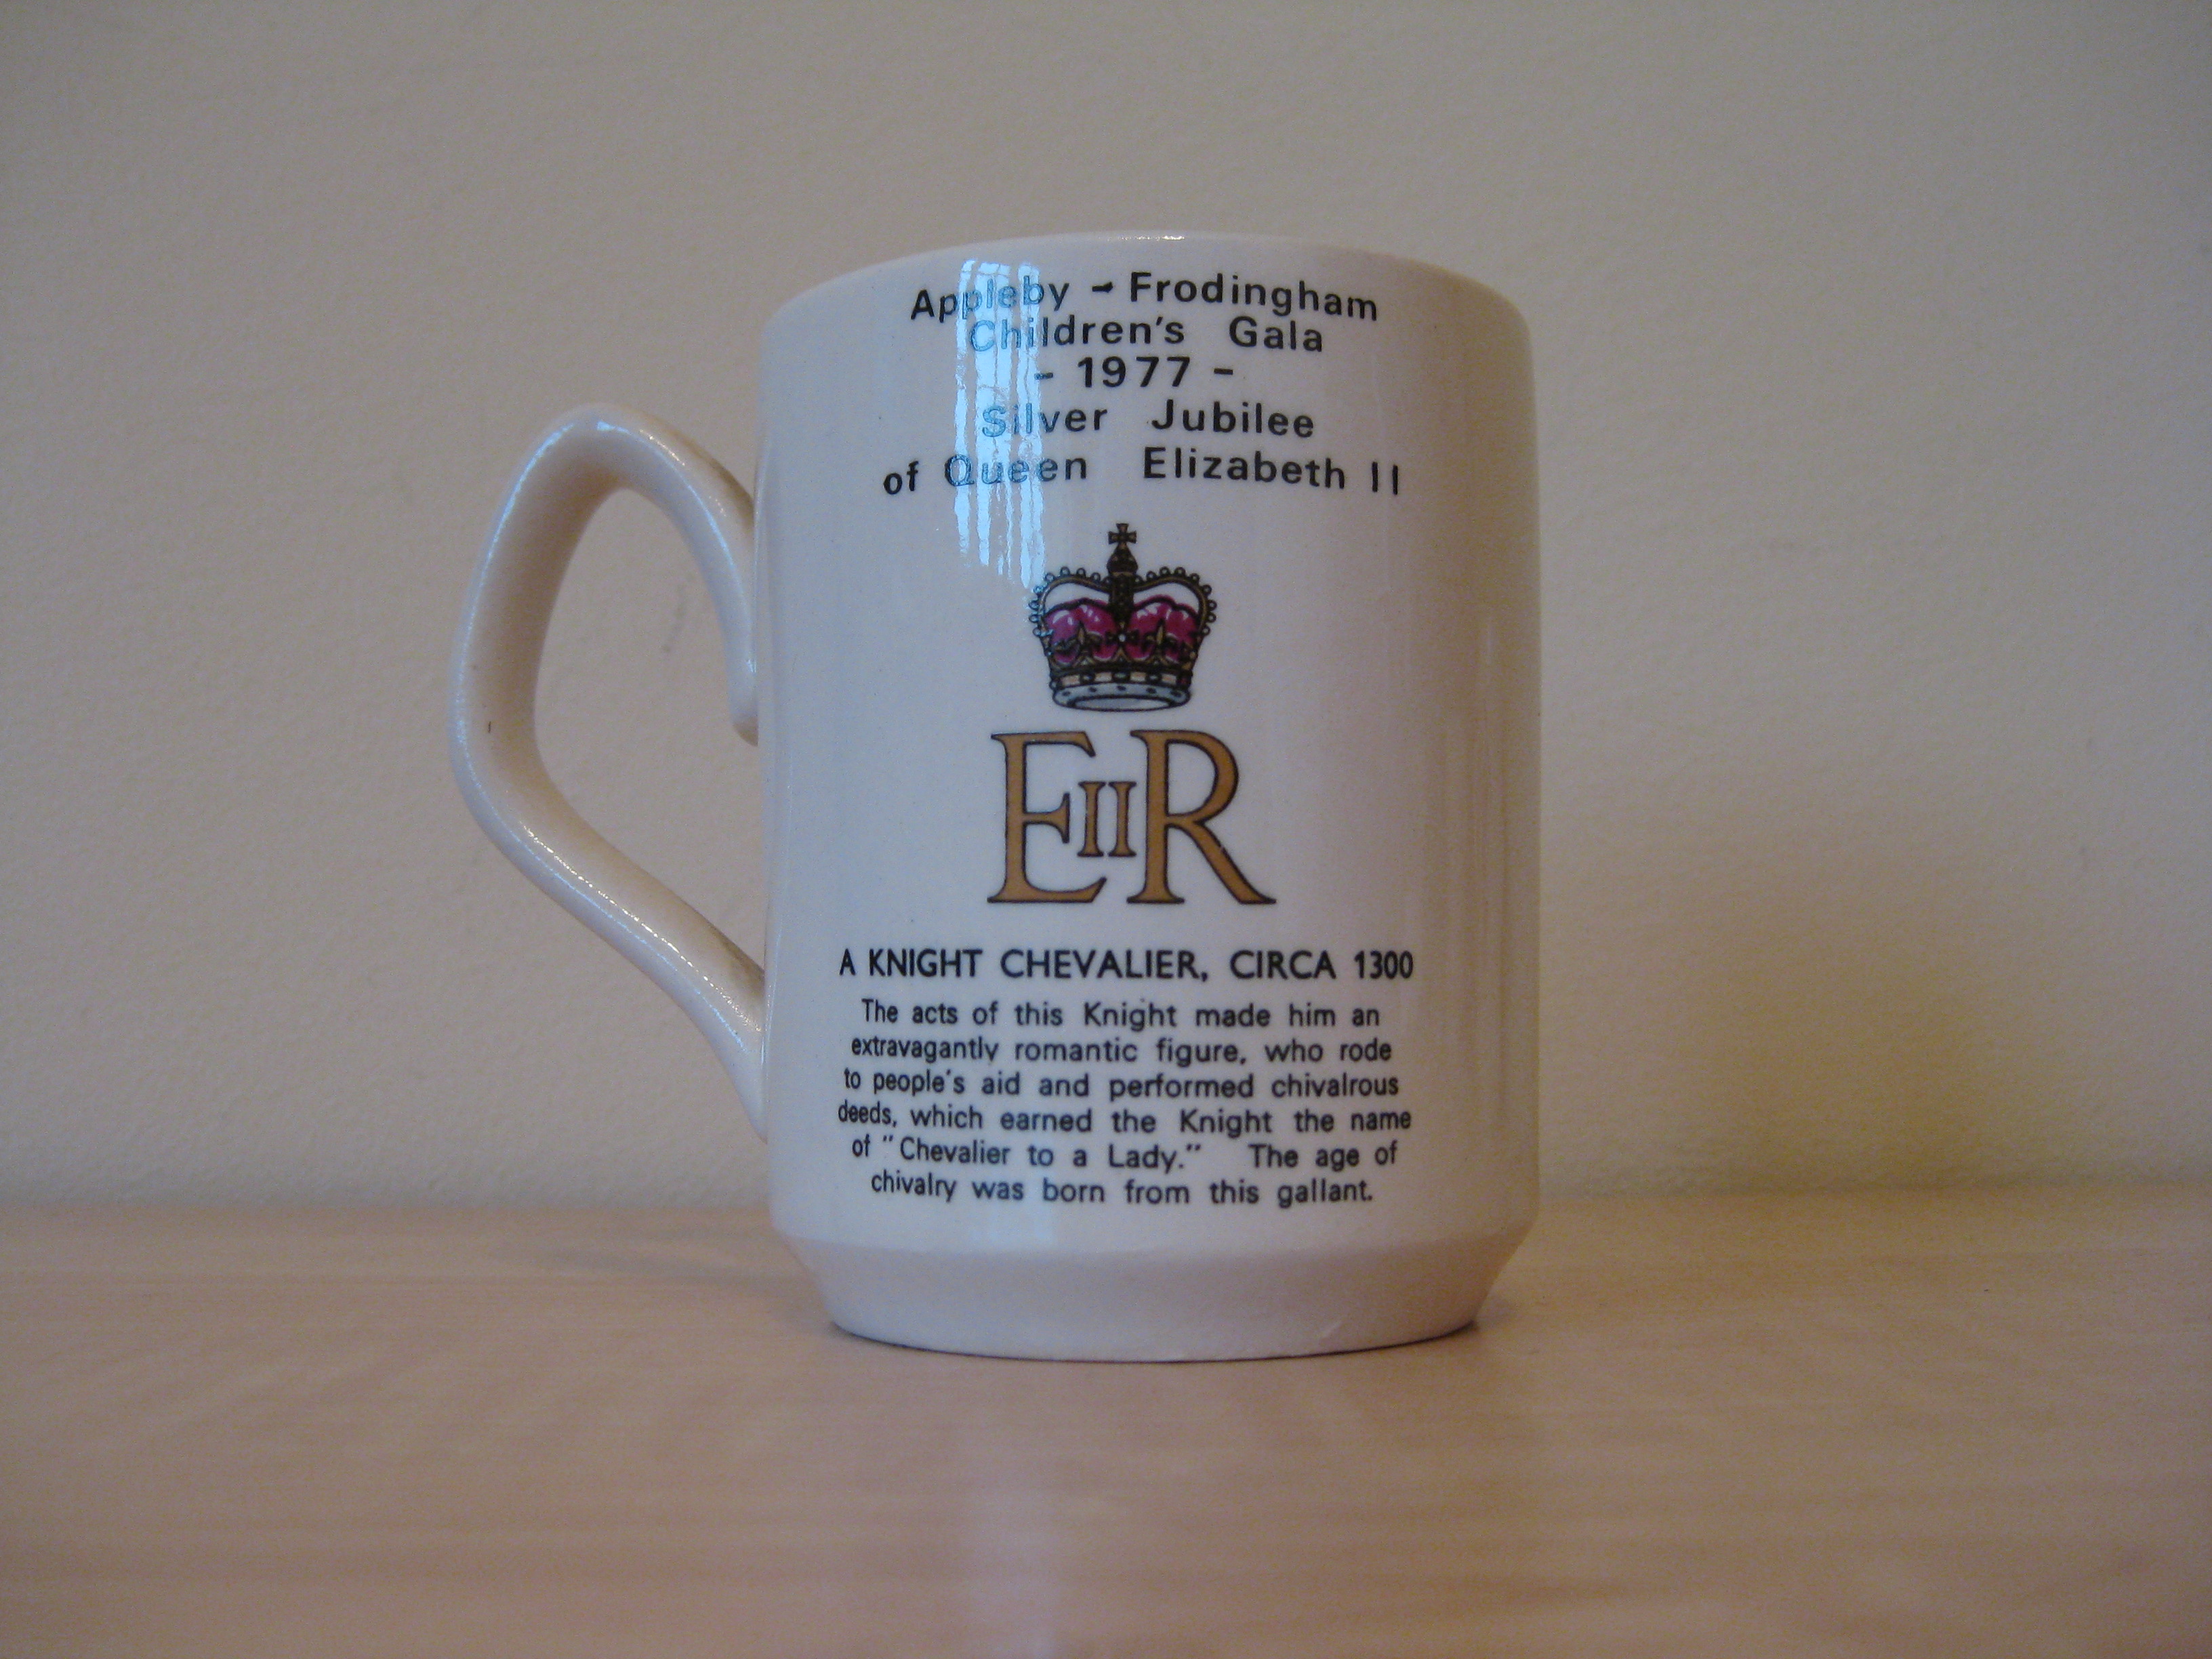 Appleby - Frodingham
Children's Gala
- 1977 -
Silver Jubilee
of Queen Elizabeth II
EIIR
A KNIGHT CHEVALIER, CIRCA 1300
The acts of this Knight made him an
extravagantly romantic figure, who rode
to people's aid and performed chivalrous
deeds, which earned the Knight the name
of "Chevalier to a Lady." The age of
chivalry was born from this gallant.